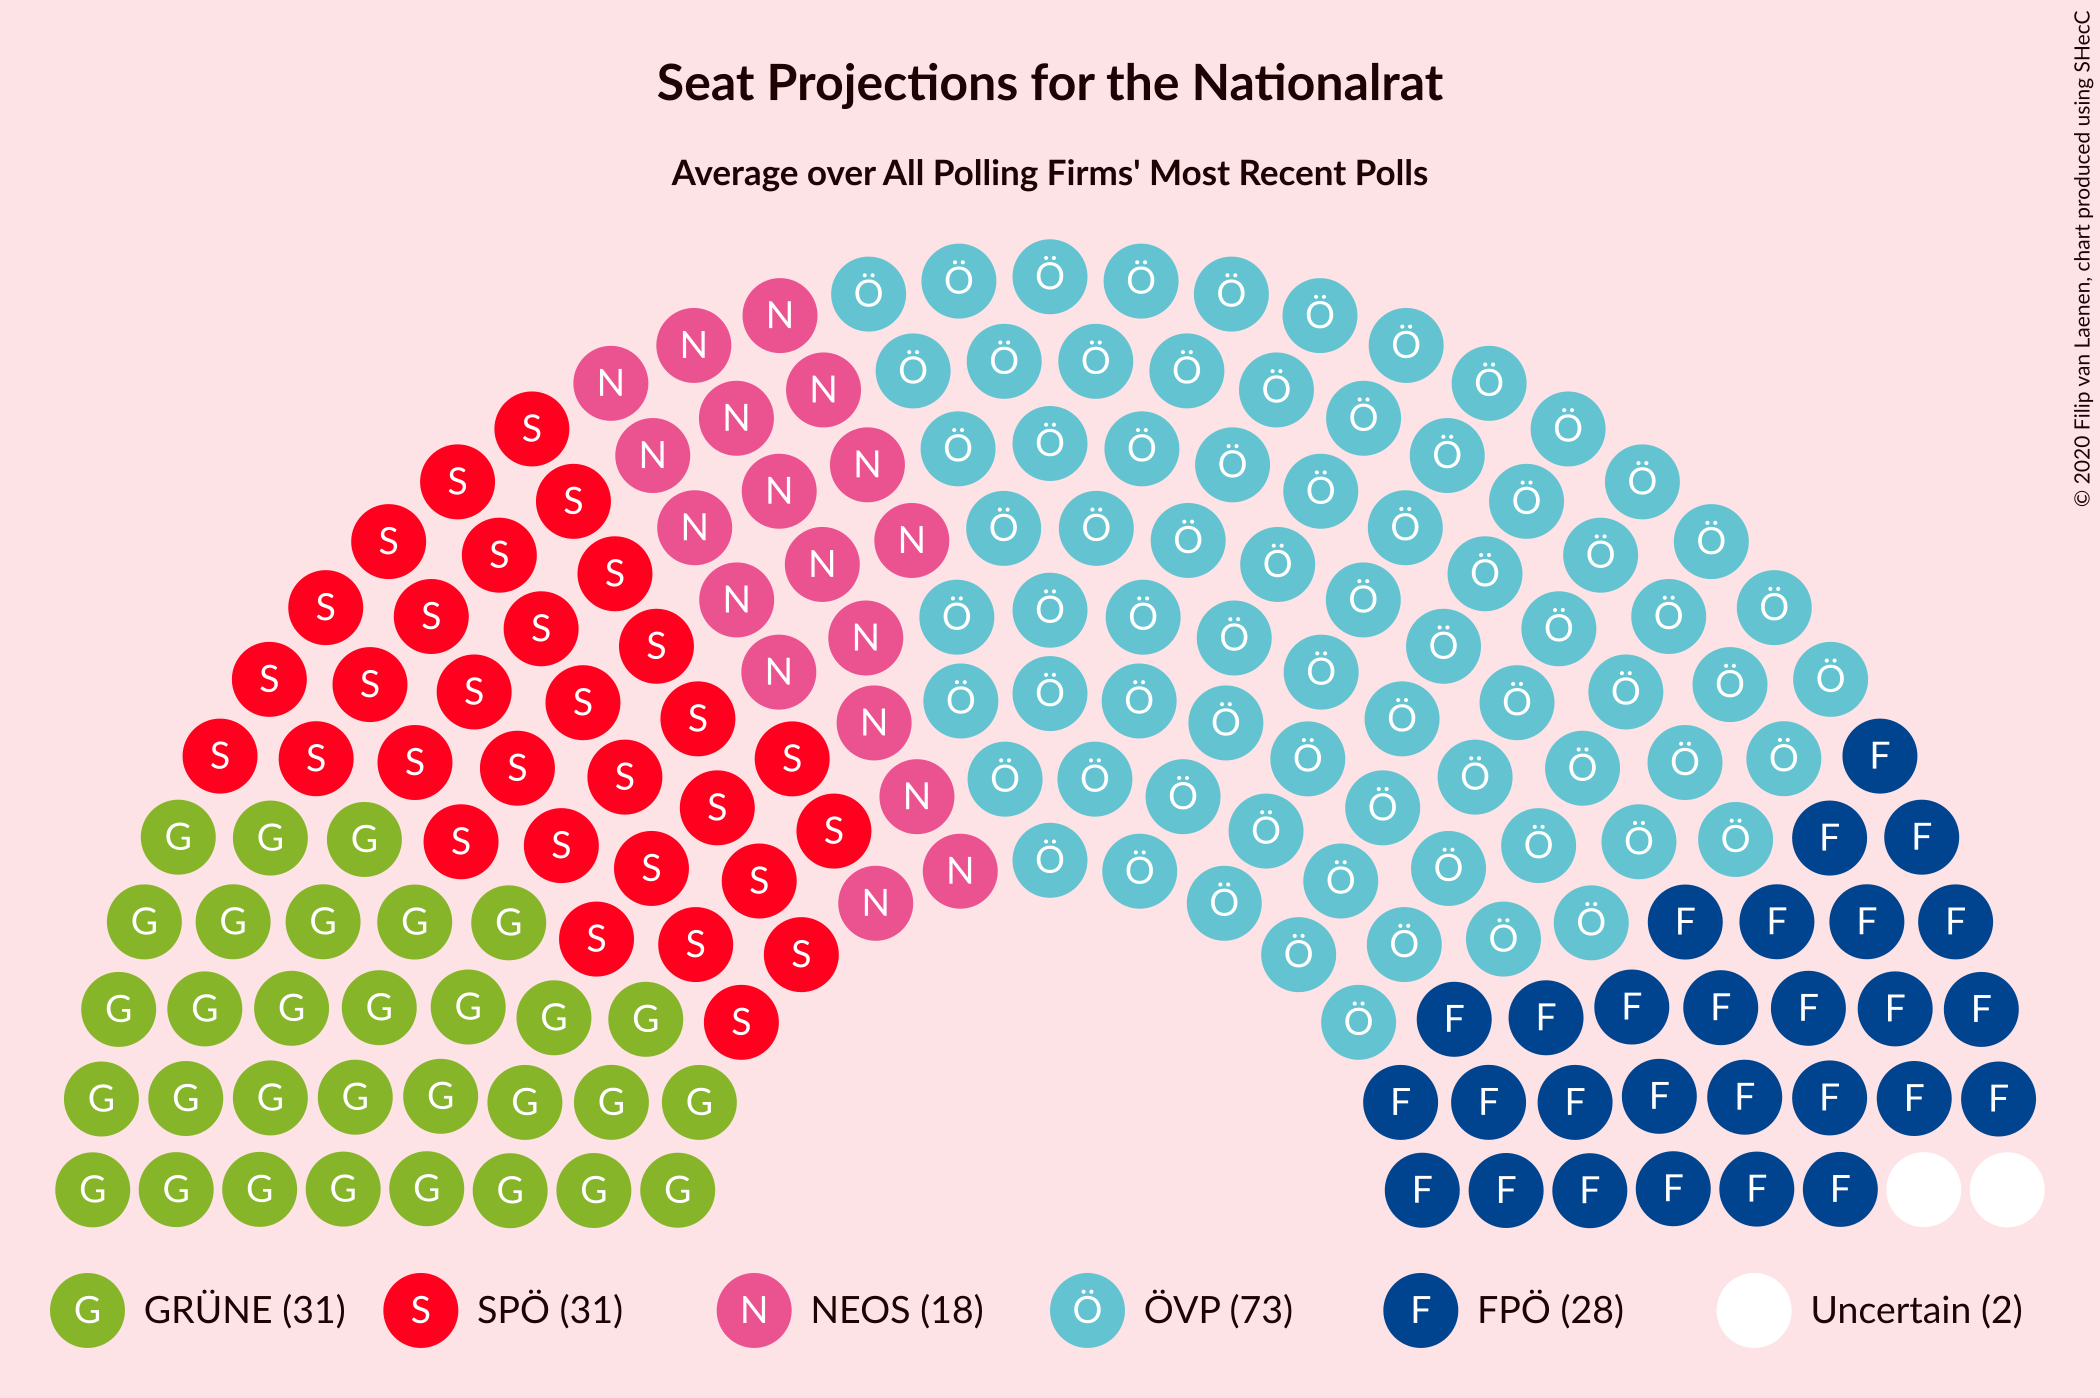 Seat Projections for the Nationalrat
Average over All Polling Firms' Most Recent Polls
© 2020 Filip van Laenen, chart produced using SHecC
Ö Ö Ö Ö Ö
N N Ö Ö
N N Ö Ö Ö Ö Ö Ö Ö
S N N Ö Ö Ö Ö Ö Ö
S S N N N Ö Ö Ö Ö Ö Ö
S S S N N N Ö Ö Ö Ö Ö Ö Ö Ö
S S S S N N Ö Ö Ö Ö Ö Ö Ö Ö Ö
S S S S S N N Ö Ö Ö Ö Ö Ö Ö Ö Ö Ö
S S S S S S S N Ö Ö Ö Ö Ö Ö Ö Ö Ö F
G G G S S S S S N Ö Ö Ö Ö Ö Ö Ö Ö F F
G G G G G S S S N Ö Ö Ö Ö Ö F F F F
G G G G G G G S Ö F F F F F F F
G G G G G G G G F F F F F F F F
G G G G G G G G F F F F F F
G GRÜNE (31) S SPÖ (31) N NEOS (18) Ö ÖVP (73) F FPÖ (28) Uncertain (2)